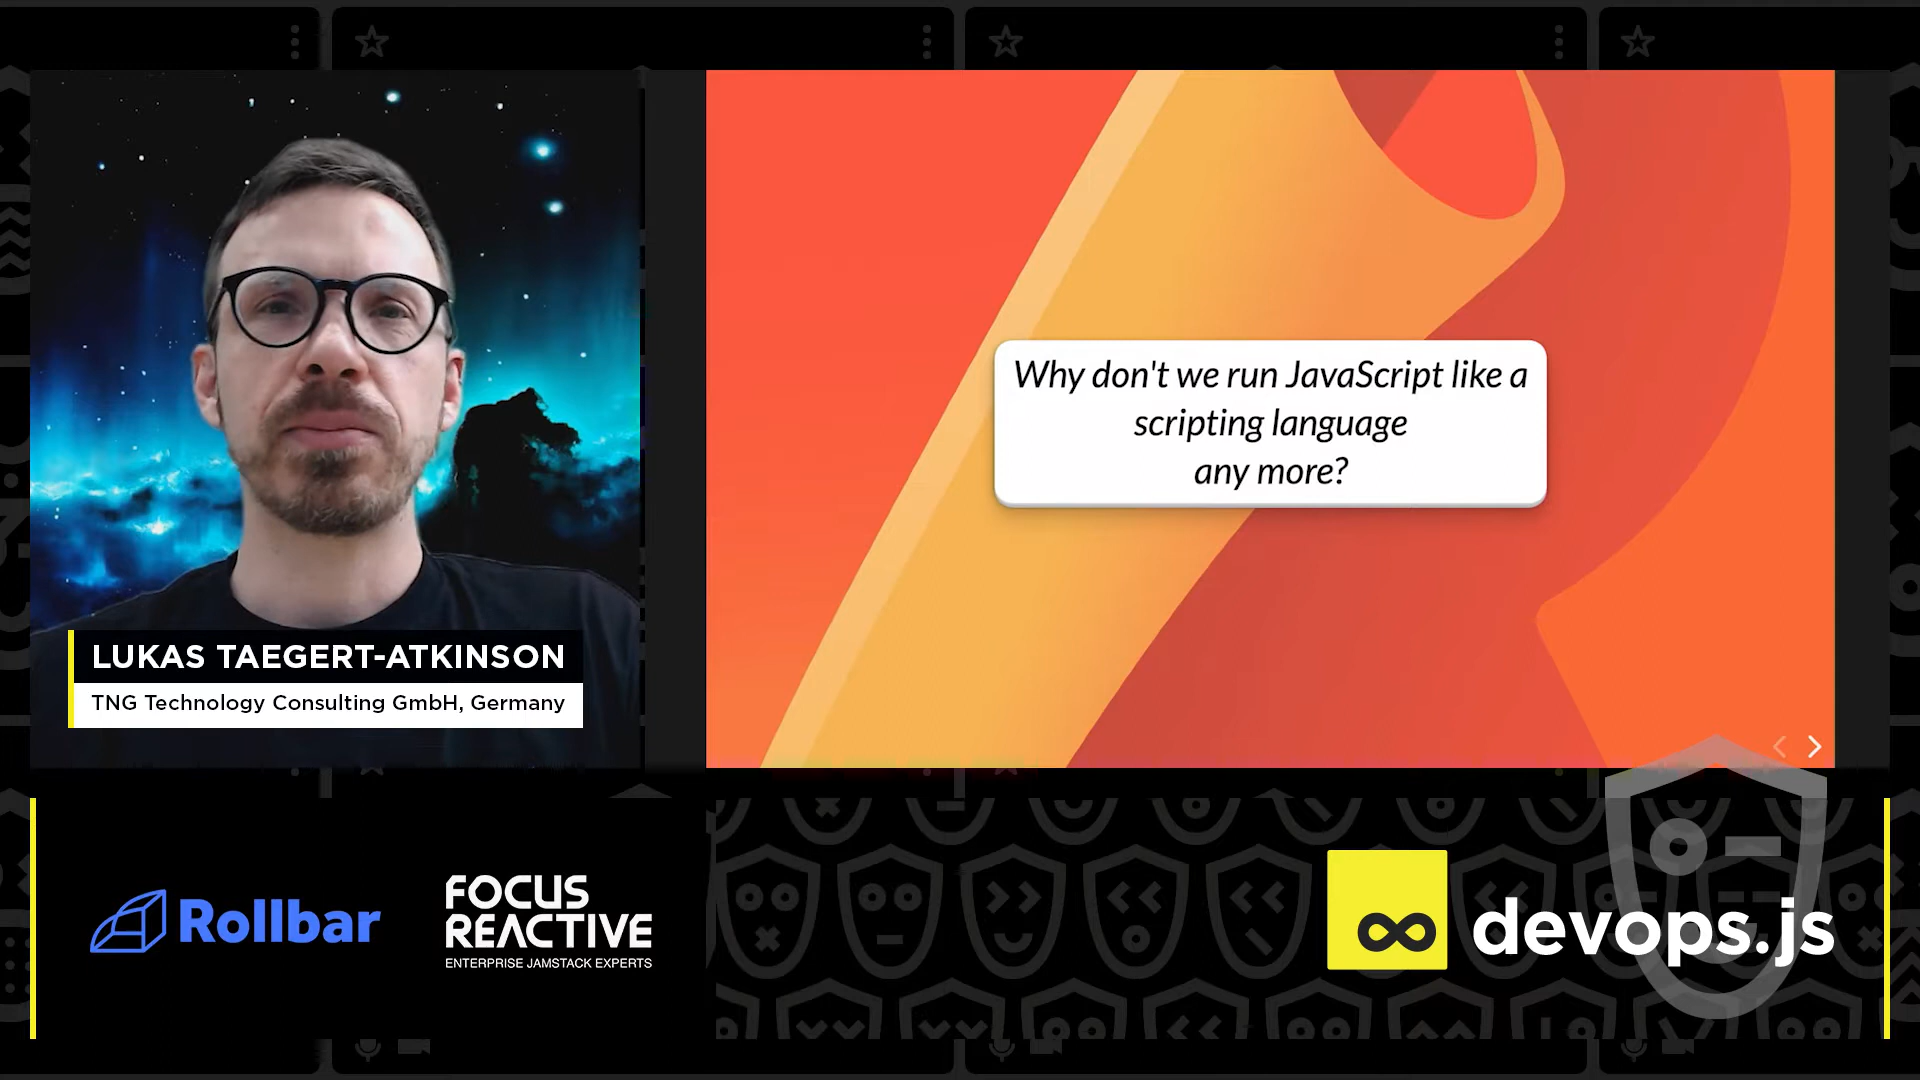 Why don't we run JavaScript like a
scripting language
any more?
LUKAS TAEGERT-ATKINSON
TNG Technology Consulting GmbH, Germany
Rollbar
FOCUS
REACTIVE
ENTERPRISE JAMSTACK EXPERTS
devops.js